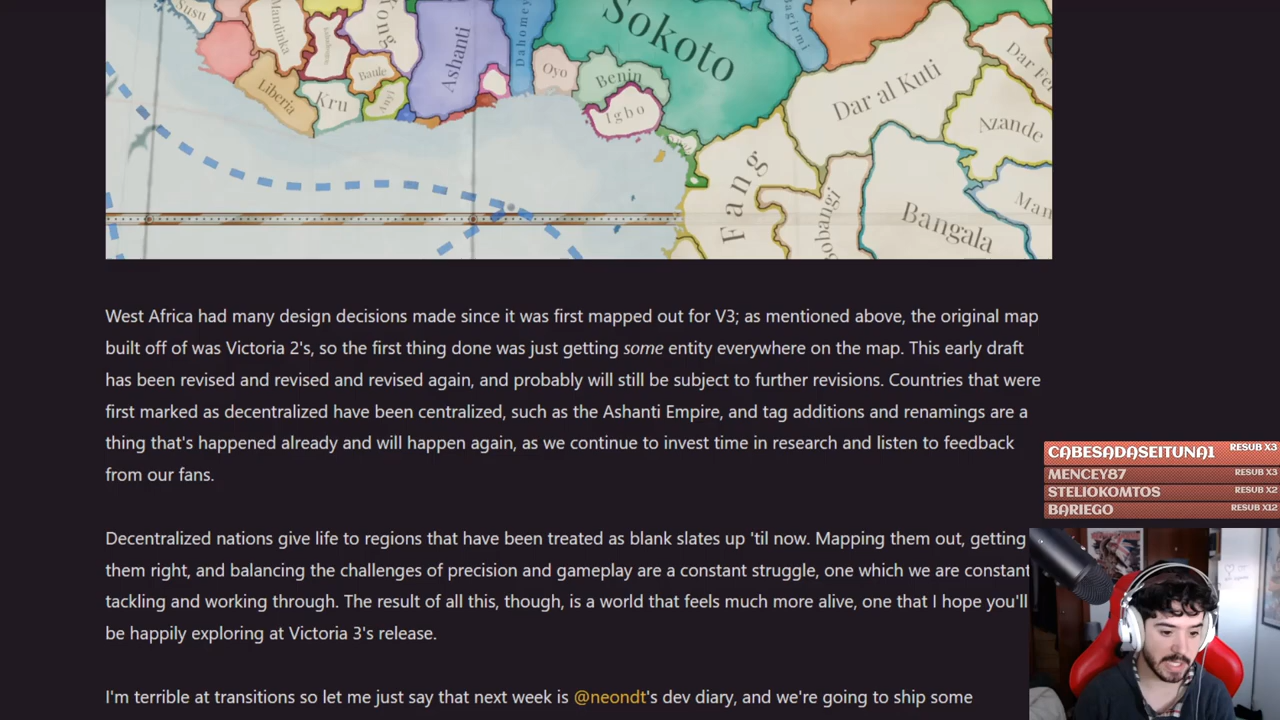 Susu
Mandinka
Kong
Ashanti
Dahomey
Sokoto
Bagirmi
Oyo
Benin
Igbo
Liberia
Kru
Baule
Anyi
Dar al Kuti
Dar Fe
Azande
Man
Fang
obangi
Bangala
West Africa had many design decisions made since it was first mapped out for V3; as mentioned above, the original map
built off of was Victoria 2's, so the first thing done was just getting some entity everywhere on the map. This early draft
has been revised and revised and revised again, and probably will still be subject to further revisions. Countries that were
first marked as decentralized have been centralized, such as the Ashanti Empire, and tag additions and renamings are a
thing that's happened already and will happen again, as we continue to invest time in research and listen to feedback
from our fans.
Decentralized nations give life to regions that have been treated as blank slates up 'til now. Mapping them out, getting
them right, and balancing the challenges of precision and gameplay are a constant struggle, one which we are constant
tackling and working through. The result of all this, though, is a world that feels much more alive, one that I hope you'll
be happily exploring at Victoria 3's release.
I'm terrible at transitions so let me just say that next week is @neondt's dev diary, and we're going to ship some
CABESADASEITUNA1 RESUB X3
MENCEY87 RESUB X3
STELIOKOMTOS RESUB X2
BARIEGO RESUB X12